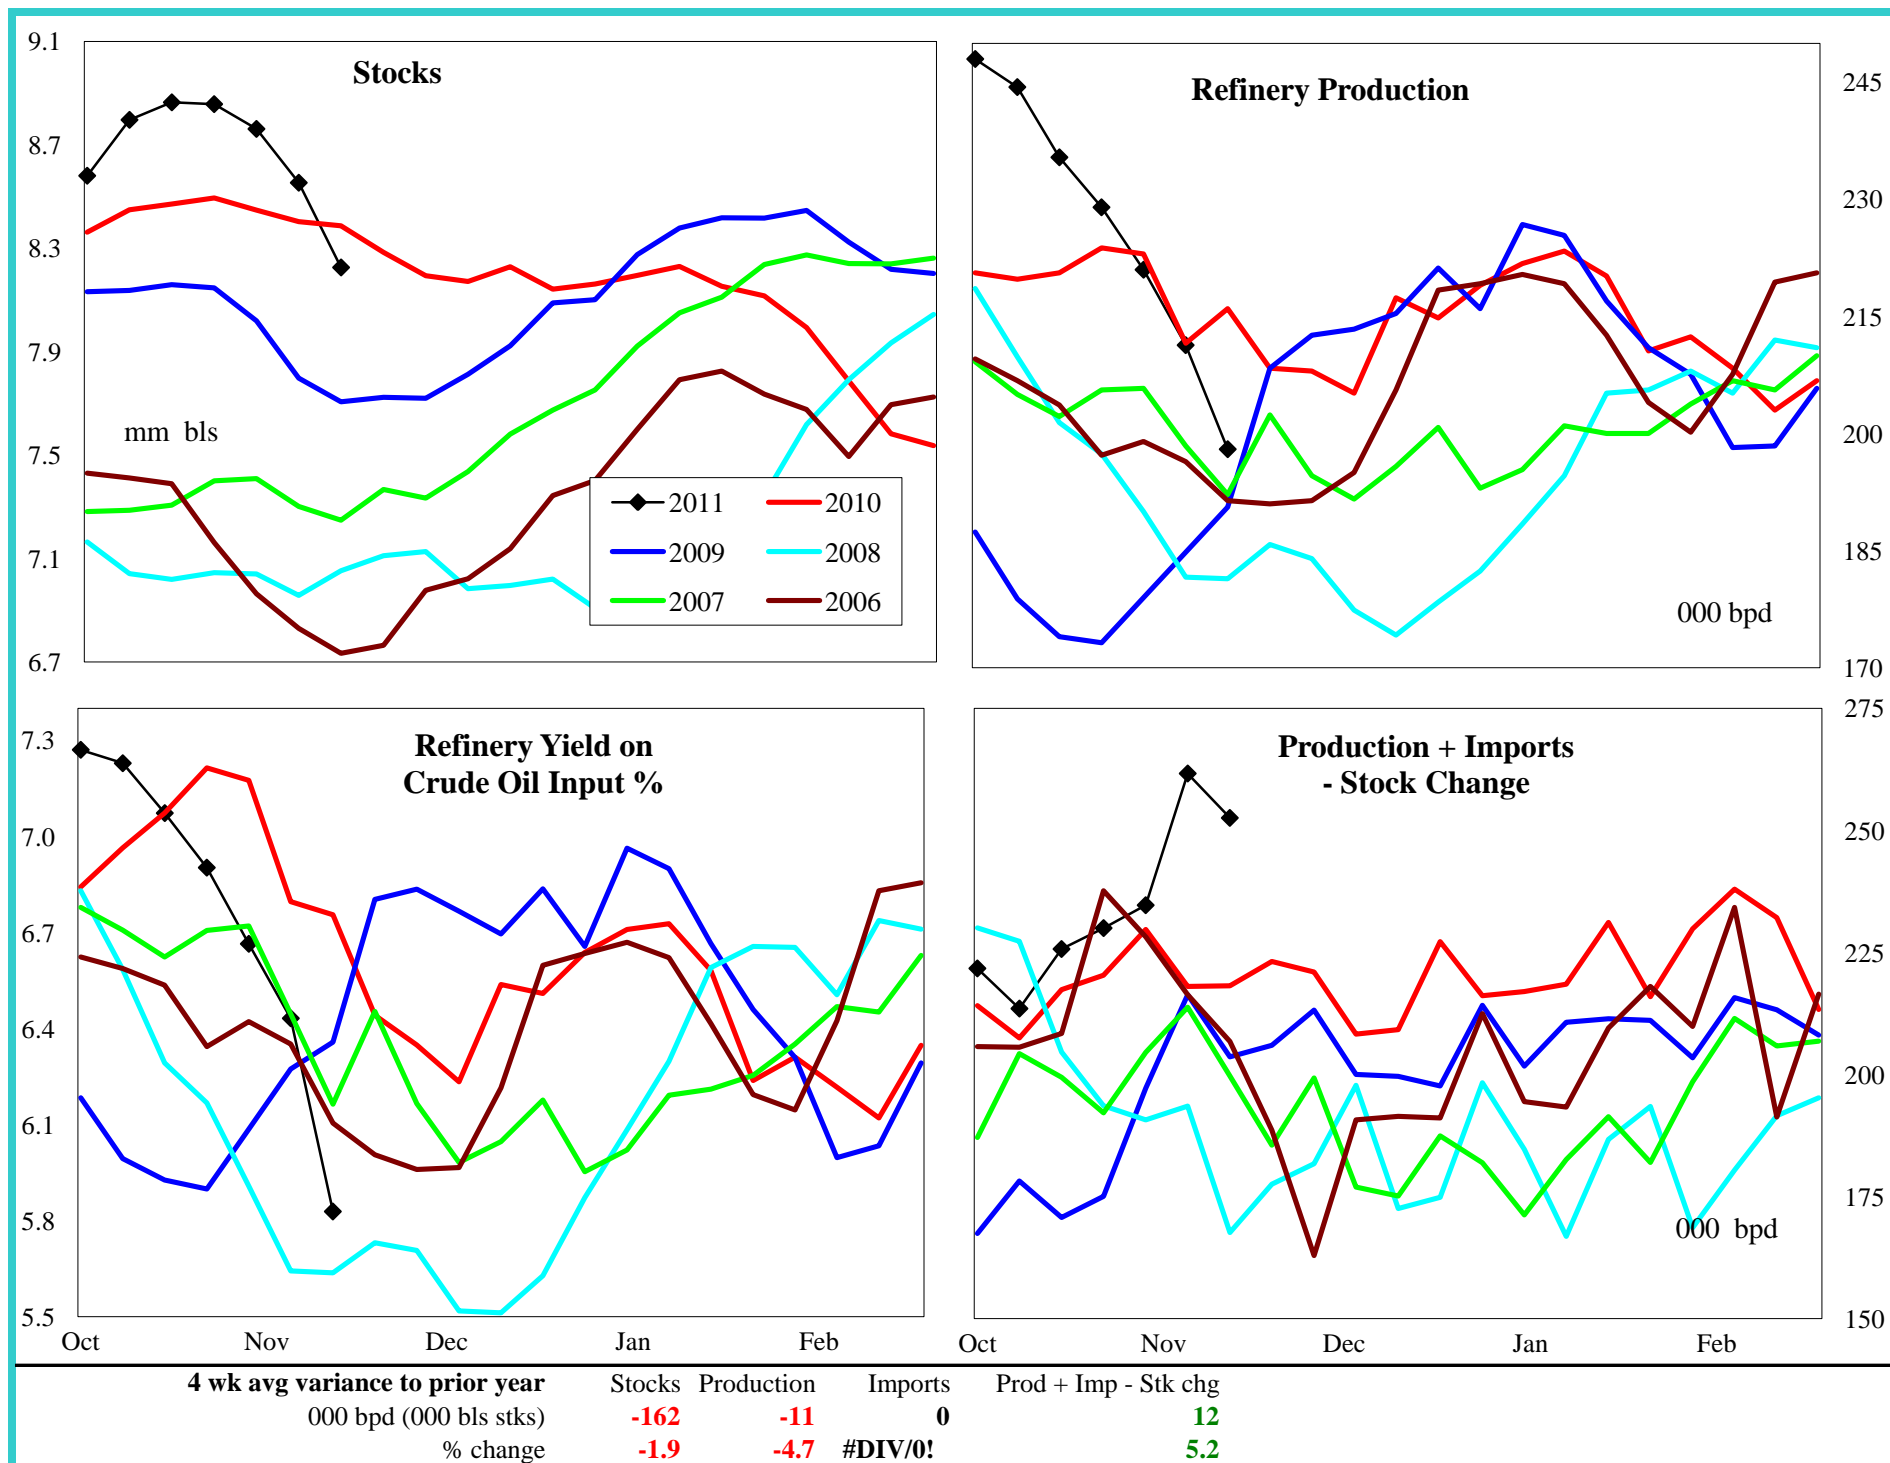 Stocks
9.1
8.7
8.3
7.9
7.5
7.1
6.7
mm bls
2011
2010
2009
2008
2007
2006
Refinery Production
245
230
215
200
185
170
000 bpd
Refinery Yield on
Crude Oil Input %
7.3
7.0
6.7
6.4
6.1
5.8
5.5
Oct Nov Dec Jan Feb
Production + Imports
- Stock Change
275
250
225
200
175
150
000 bpd
Oct Nov Dec Jan Feb
4 wk avg variance to prior year Stocks Production Imports Prod + Imp - Stk chg
000 bpd (000 bls stks) -162 -11 0 12
% change -1.9 -4.7 #DIV/0! 5.2